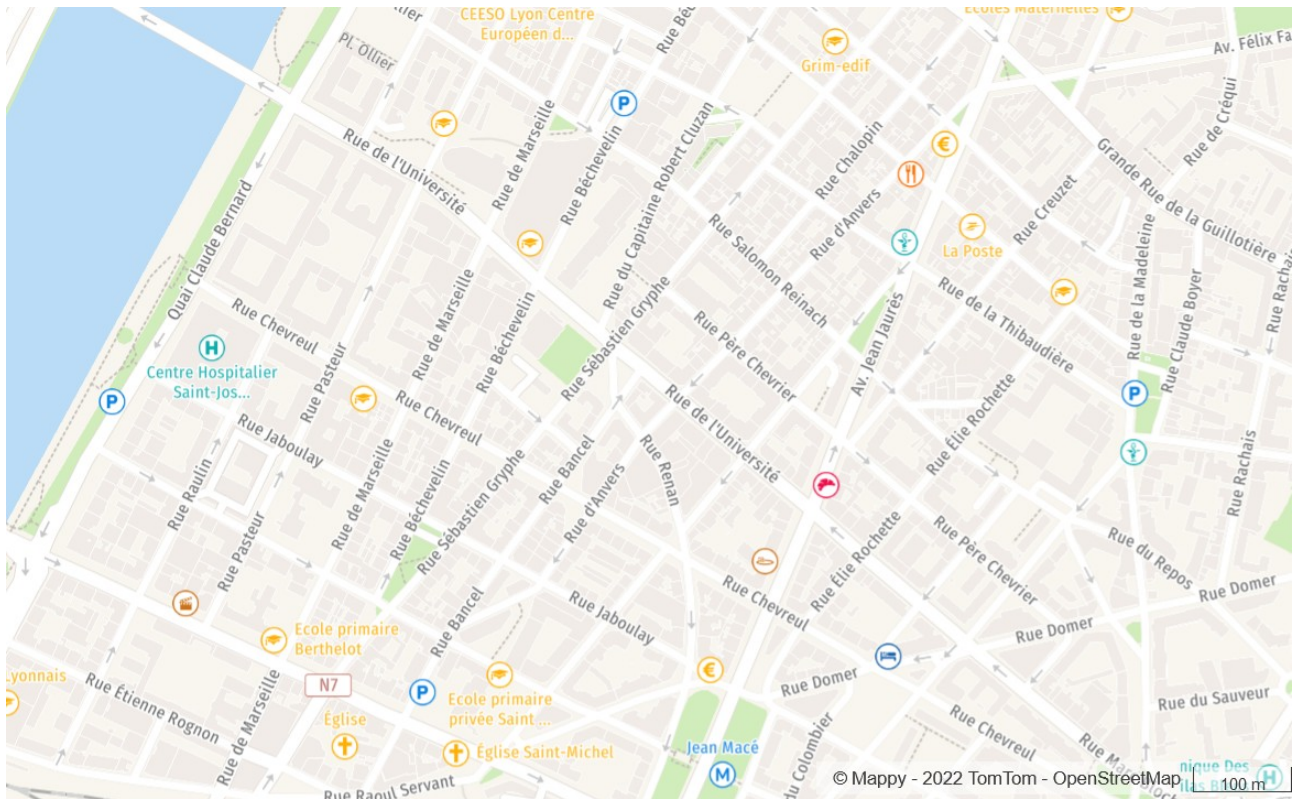 CEESO Lyon Centre
Européen d...
Ecoles Maternelles
Av. Félix Fa
Pl. Ollier
Grim-edif
P
Rue de Créqui
Rue de Marseille
Rue Béchevelin
Rue du Capitaine Robert Cluzan
Rue Chalopin
€
Grande Rue de la Guillotière
Rue de l'Université
Quai Claude Bernard
Rue Salomon Reinach
Rue d'Anvers
La Poste
Rue Creuzet
Rue de la Madeleine
Rue Claude Boyer
Rue Rachais
Rue de la Thibaudière
Rue Chevreul
Rue Pasteur
Rue de Marseille
Rue Béchevelin
Rue Sébastien Gryphe
Rue Père Chevrier
Av. Jean Jaurès
H
Centre Hospitalier
Saint-Jos...
P
Rue Chevreul
Rue de l'Université
Rue Élie Rochette
P
Rue Jaboulay
Rue Raulin
Rue de Marseille
Rue Béchevelin
Rue Sébastien Gryphe
Rue Bancel
Rue d'Anvers
Rue Renan
Rue Rachais
Rue Pasteur
Rue Élie Rochette
Rue Père Chevrier
Rue du Repos
Rue Domer
Rue Bancel
Rue Jaboulay
Rue Chevreul
Rue Domer
Ecole primaire
Berthelot
Lyonnais
N7
P
Ecole primaire
privée Saint ...
€
Rue Domer
Rue du Sauveur
Rue Étienne Rognon
Rue de Marseille
Église
Église Saint-Michel
Jean Macé
M
Rue Chevreul
Rue Raoul Servant
© Mappy - 2022 TomTom - OpenStreetMap
100 m
H